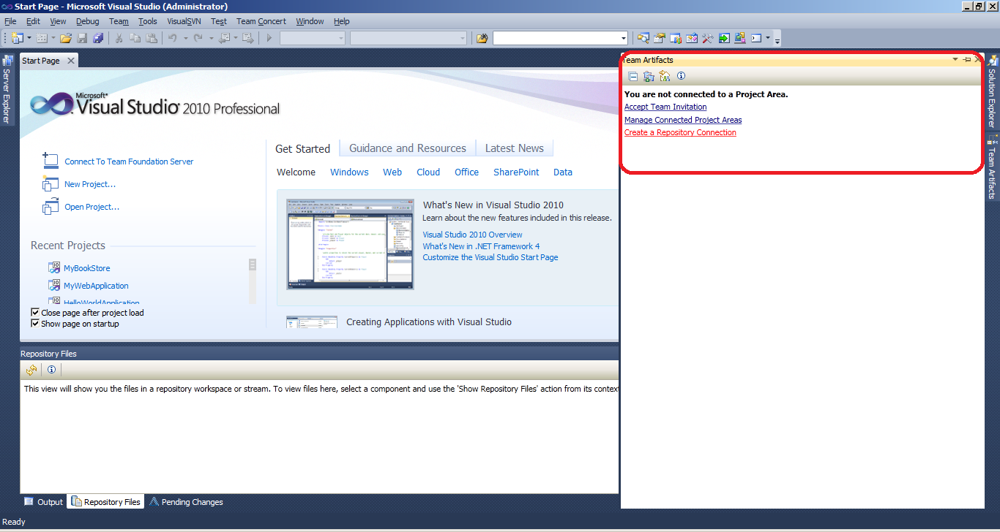 Start Page - Microsoft Visual Studio (Administrator)
File Edit View Debug Team Tools VisualSVN Test Team Concert Window Help
Server Explorer
Start Page
Microsoft®
Visual Studio® 2010 Professional
Connect To Team Foundation Server
New Project...
Open Project...
Recent Projects
MyBookStore
MyWebApplication
HelloWorldApplication
Close page after project load
Show page on startup
Get Started Guidance and Resources Latest News
Welcome Windows Web Cloud Office SharePoint Data
What's New in Visual Studio 2010
Learn about the new features included in this release.
Visual Studio 2010 Overview
What's New in .NET Framework 4
Customize the Visual Studio Start Page
Creating Applications with Visual Studio
Team Artifacts
You are not connected to a Project Area.
Accept Team Invitation
Manage Connected Project Areas
Create a Repository Connection
Solution Explorer
Team Artifacts
Repository Files
This view will show you the files in a repository workspace or stream. To view files here, select a component and use the 'Show Repository Files' action from its context
Output Repository Files Pending Changes
Ready